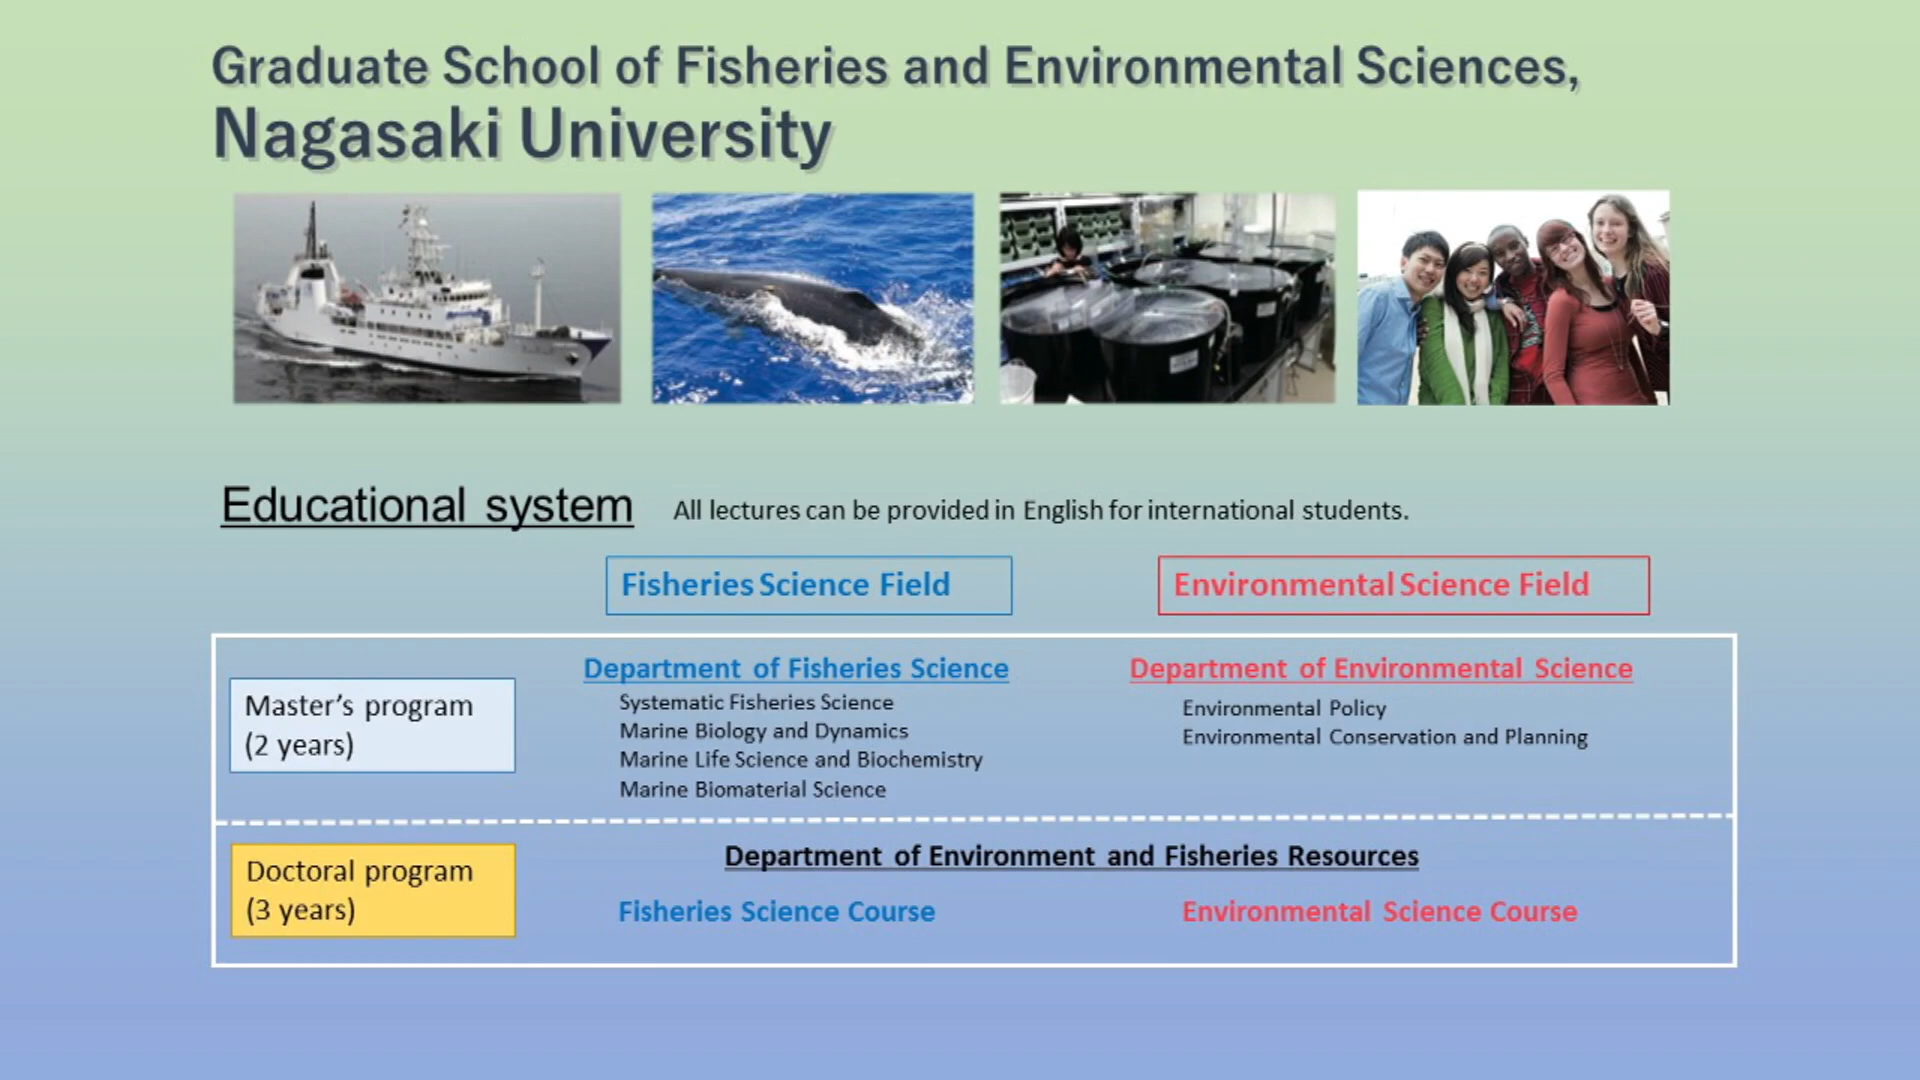 Graduate School of Fisheries and Environmental Sciences,
Nagasaki University
Educational system
All lectures can be provided in English for international students.
Fisheries Science Field
Environmental Science Field
Master’s program
(2 years)
Department of Fisheries Science
Systematic Fisheries Science
Marine Biology and Dynamics
Marine Life Science and Biochemistry
Marine Biomaterial Science
Department of Environmental Science
Environmental Policy
Environmental Conservation and Planning
Doctoral program
(3 years)
Department of Environment and Fisheries Resources
Fisheries Science Course
Environmental Science Course